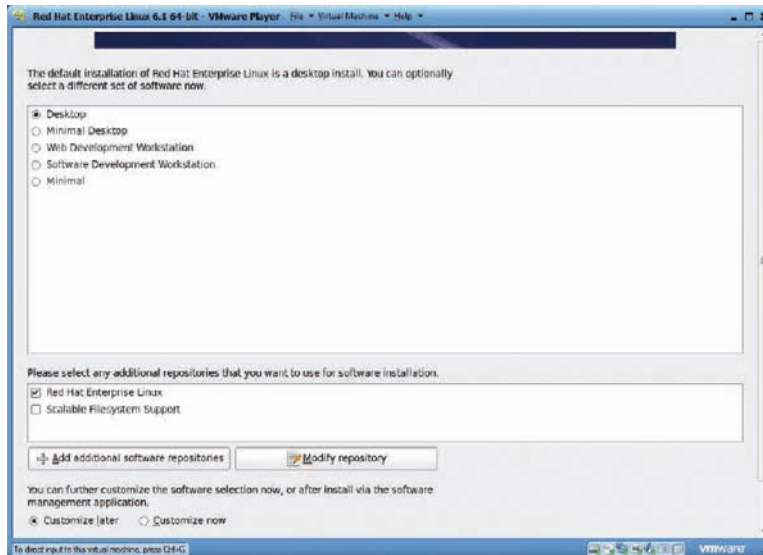 Red Hat Enterprise Linux 6.1 64-bit - VMware Player File Virtual Machine Help
The default installation of Red Hat Enterprise Linux is a desktop install. You can optionally
select a different set of software now.
Desktop
Minimal Desktop
Web Development Workstation
Software Development Workstation
Minimal
Please select any additional repositories that you want to use for software installation.
Red Hat Enterprise Linux
Scalable Filesystem Support
Add additional software repositories Modify repository
You can further customize the software selection now, or after install via the software
management application.
Customize later Customize now
To direct input to this virtual machine, press Ctrl+G. vmware